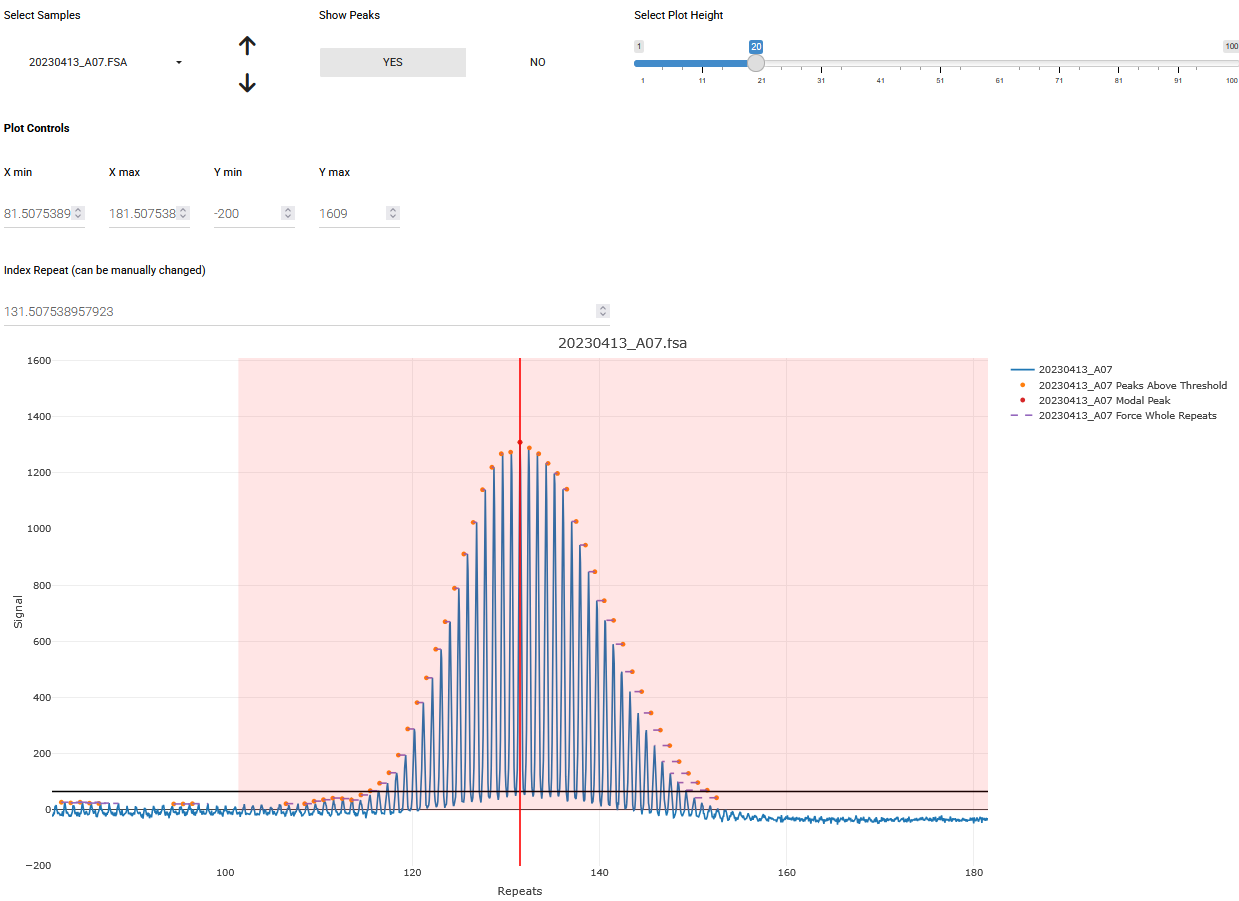 Select Samples
Show Peaks
Select Plot Height
20230413_A07.FSA
YES
NO
1
20
100
1 11 21 31 41 51 61 71 81 91 100
Plot Controls
X min
X max
Y min
Y max
81.5075389
181.507538
-200
1609
Index Repeat (can be manually changed)
131.507538957923
20230413_A07.fsa
1600
1400
1200
1000
800
600
400
200
0
−200
Signal
100
120
140
160
180
Repeats
20230413_A07
20230413_A07 Peaks Above Threshold
20230413_A07 Modal Peak
20230413_A07 Force Whole Repeats